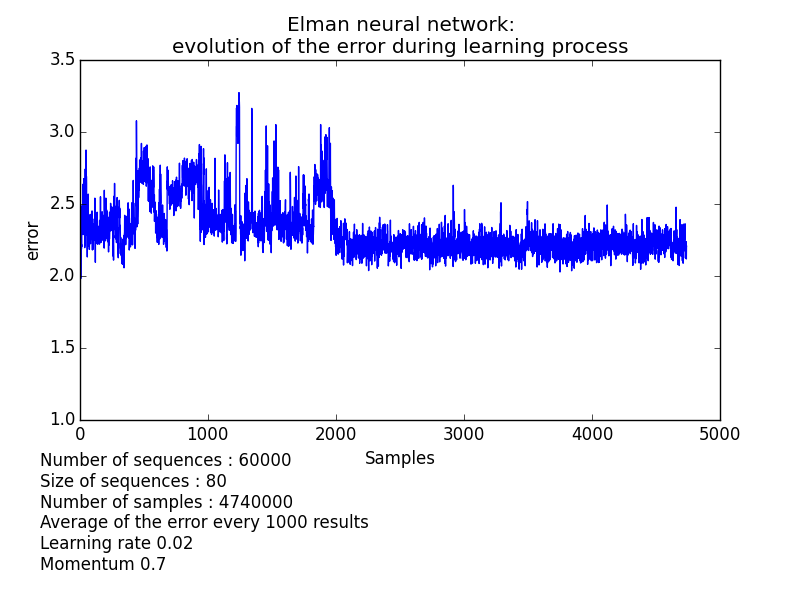 Elman neural network:
evolution of the error during learning process
3.5
3.0
2.5
2.0
1.5
1.0
error
0 1000 2000 3000 4000 5000
Samples
Number of sequences : 60000
Size of sequences : 80
Number of samples : 4740000
Average of the error every 1000 results
Learning rate 0.02
Momentum 0.7